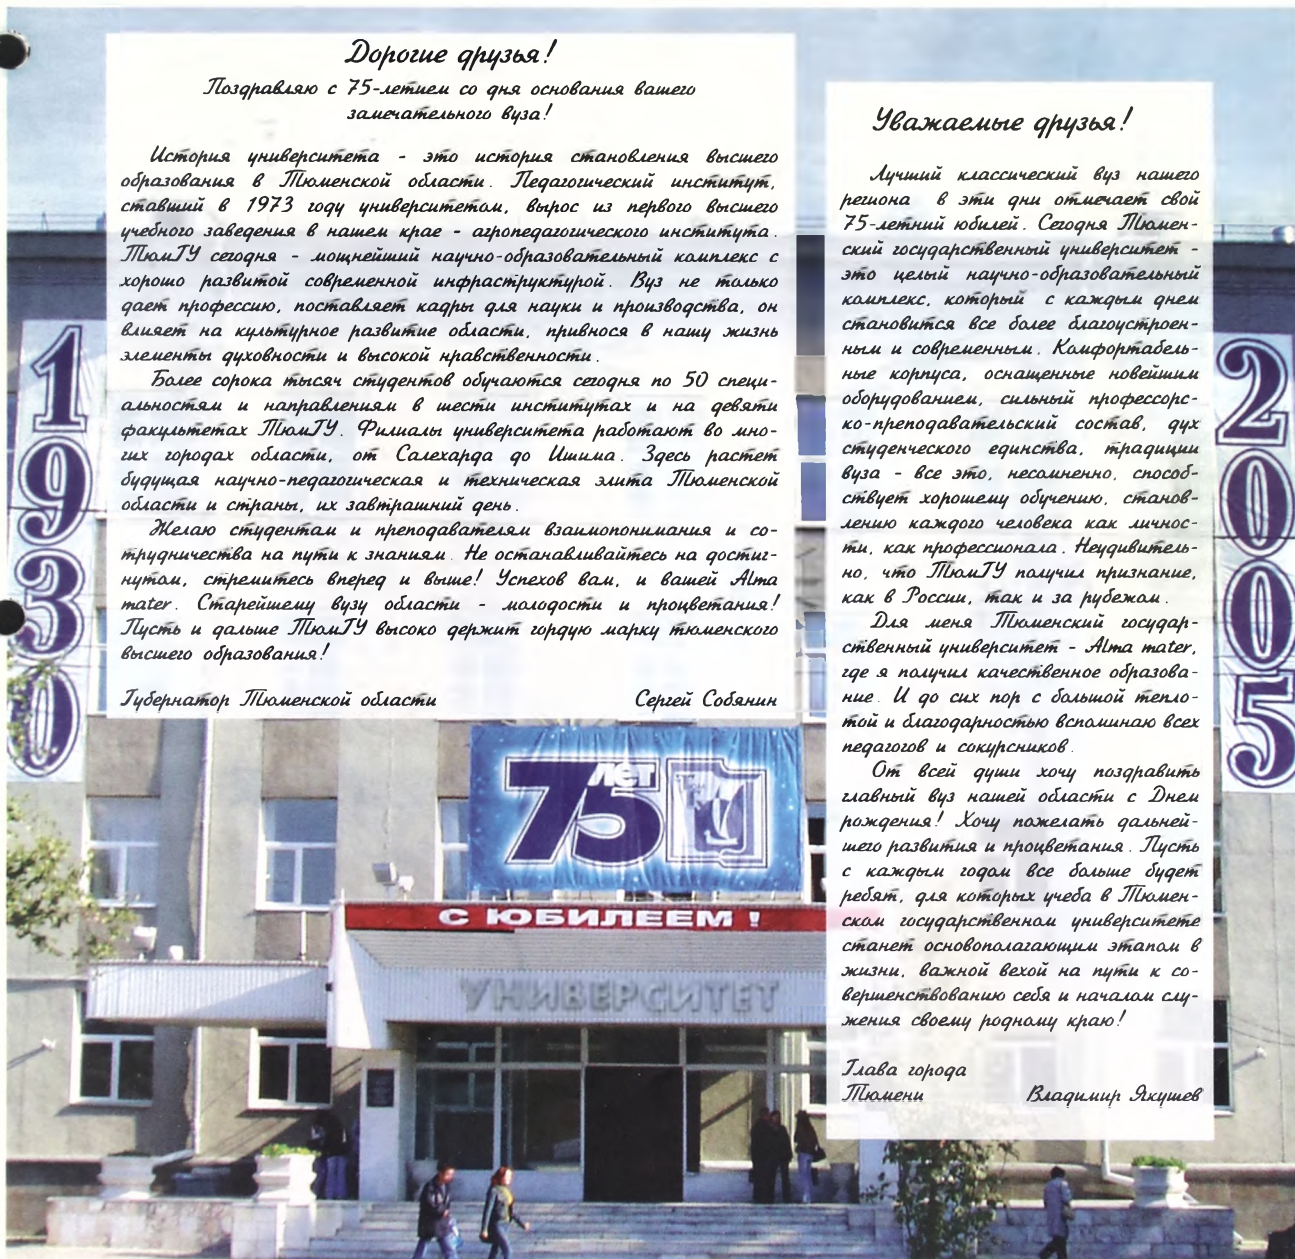 Дорогие друзья!
Поздравляю с 75-летием со дня основания вашего
замечательного вуза!
История университета - это история становления высшего
образования в Тюменской области. Педагогический институт,
ставший в 1973 году университетом, вырос из первого высшего
учебного заведения в нашем крае - агропедагогического института.
ТюмГУ сегодня - мощнейший научно-образовательный комплекс с
хорошо развитой современной инфраструктурой. Вуз не только
дает профессию, поставляет кадры для науки и производства, он
влияет на культурное развитие области, привнося в нашу жизнь
элементы духовности и высокой нравственности.
Более сорока тысяч студентов обучаются сегодня по 50 специ-
альностям и направлениям в шести институтах и на девяти
факультетах ТюмГУ. Филиалы университета работают во мно-
гих городах области, от Салехарда до Ишима. Здесь растет
будущая научно-педагогическая и техническая элита Тюменской
области и страны, их завтрашний день.
Желаю студентам и преподавателям взаимопонимания и со-
трудничества на пути к знаниям. Не останавливайтесь на достиг-
нутом, стремитесь вперед и выше! Успехов вам, и вашей Alma
mater. Старейшему вузу области - молодости и процветания!
Пусть и дальше ТюмГУ высоко держит гордую марку тюменского
высшего образования!
Губернатор Тюменской области Сергей Собянин
Уважаемые друзья!
Лучший классический вуз нашего
региона в эти дни отмечает свой
75-летний юбилей. Сегодня Тюмен-
ский государственный университет -
это целый научно-образовательный
комплекс, который с каждым днем
становится все более благоустроен-
ным и современным. Комфортабель-
ные корпуса, оснащенные новейшим
оборудованием, сильный профессорс-
ко-преподавательский состав, дух
студенческого единства, традиции
вуза - все это, несомненно, способ-
ствует хорошему обучению, станов-
лению каждого человека как личнос-
ти, как профессионала. Неудивитель-
но, что ТюмГУ получил признание,
как в России, так и за рубежом.
Для меня Тюменский государ-
ственный университет - Alma mater,
где я получил качественное образова-
ние. И до сих пор с большой тепло-
той и благодарностью вспоминаю всех
педагогов и сокурсников.
От всей души хочу поздравить
главный вуз нашей области с Днем
рождения! Хочу пожелать дальней-
шего развития и процветания. Пусть
с каждым годом все больше будет
ребят, для которых учеба в Тюмен-
ском государственном университете
станет основополагающим этапом в
жизни, важной вехой на пути к со-
вершенствованию себя и началом слу-
жения своему родному краю!
Глава города
Тюмени Владимир Якушев
1930
2005
75 лет
С ЮБИЛЕЕМ!
УНИВЕРСИТЕТ